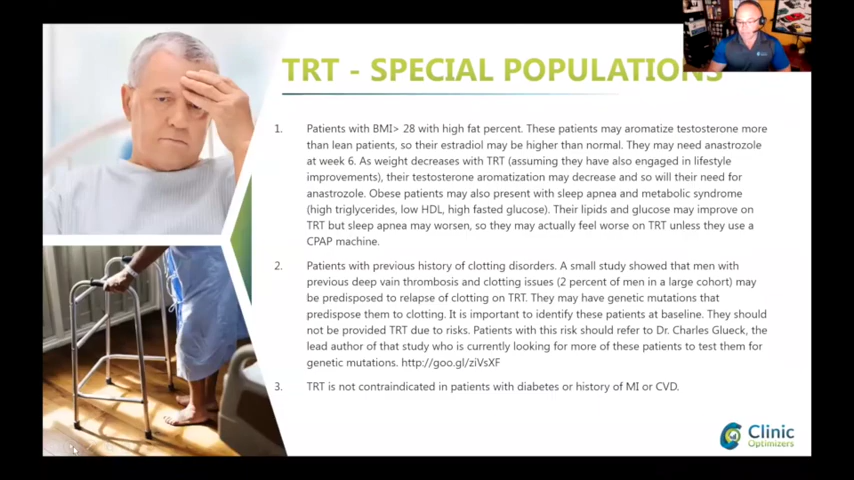 TRT - SPECIAL POPULATIONS
1. Patients with BMI> 28 with high fat percent. These patients may aromatize testosterone more
than lean patients, so their estradiol may be higher than normal. They may need anastrozole
at week 6. As weight decreases with TRT (assuming they have also engaged in lifestyle
improvements), their testosterone aromatization may decrease and so will their need for
anastrozole. Obese patients may also present with sleep apnea and metabolic syndrome
(high triglycerides, low HDL, high fasted glucose). Their lipids and glucose may improve on
TRT but sleep apnea may worsen, so they may actually feel worse on TRT unless they use a
CPAP machine.
2. Patients with previous history of clotting disorders. A small study showed that men with
previous deep vain thrombosis and clotting issues (2 percent of men in a large cohort) may
be predisposed to relapse of clotting on TRT. They may have genetic mutations that
predispose them to clotting. It is important to identify these patients at baseline. They should
not be provided TRT due to risks. Patients with this risk should refer to Dr. Charles Glueck, the
lead author of that study who is currently looking for more of these patients to test them for
genetic mutations. http://goo.gl/ziVsXF
3. TRT is not contraindicated in patients with diabetes or history of MI or CVD.
Clinic
Optimizers